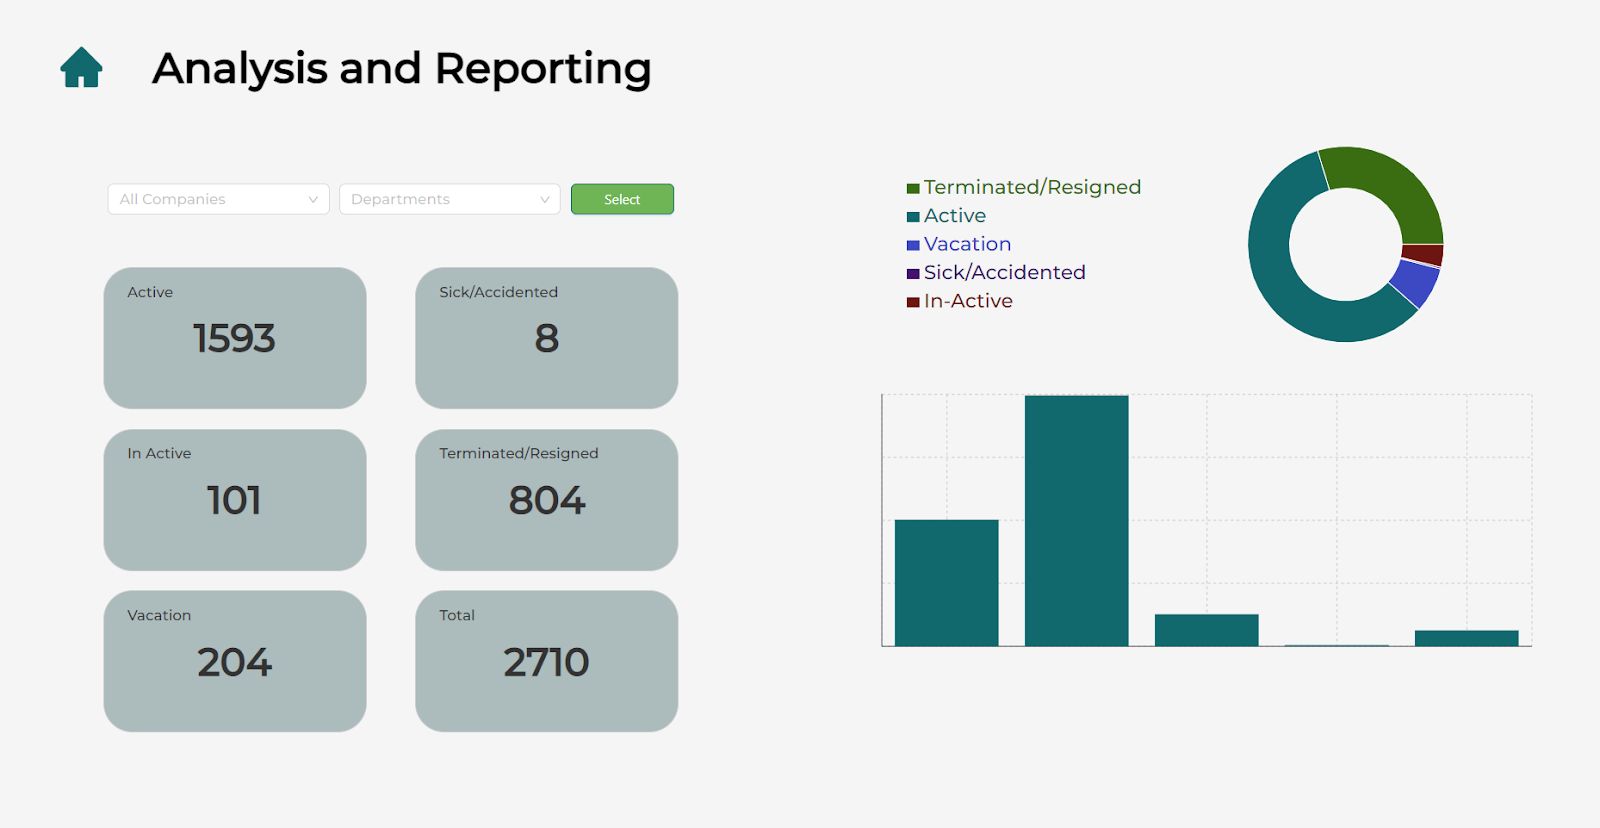 Analysis and Reporting
All Companies
Departments
Select
Active
1593
Sick/Accidented
8
In Active
101
Terminated/Resigned
804
Vacation
204
Total
2710
Terminated/Resigned
Active
Vacation
Sick/Accidented
In-Active